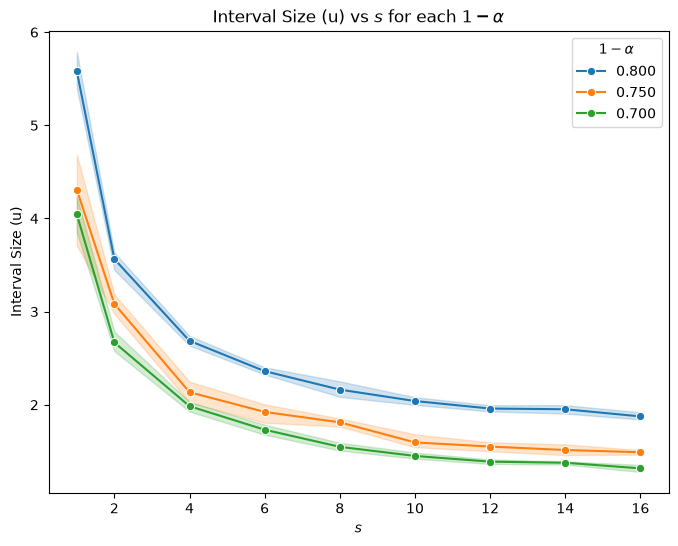 Interval Size (u) vs s for each 1 − α
1 − α
0.800
0.750
0.700
Interval Size (u)
6
5
4
3
2
2 4 6 8 10 12 14 16
s